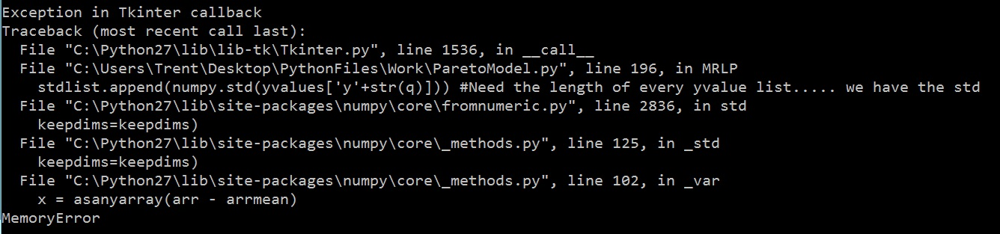 Exception in Tkinter callback
Traceback (most recent call last):
  File "C:\Python27\lib\lib-tk\Tkinter.py", line 1536, in __call__
  File "C:\Users\Trent\Desktop\PythonFiles\Work\ParetoModel.py", line 196, in MRLP
    stdlist.append(numpy.std(yvalues['y'+str(q)])) #Need the length of every yvalue list..... we have the std
  File "C:\Python27\lib\site-packages\numpy\core\fromnumeric.py", line 2836, in std
    keepdims=keepdims)
  File "C:\Python27\lib\site-packages\numpy\core\_methods.py", line 125, in _std
    keepdims=keepdims)
  File "C:\Python27\lib\site-packages\numpy\core\_methods.py", line 102, in _var
    x = asanyarray(arr - arrmean)
MemoryError